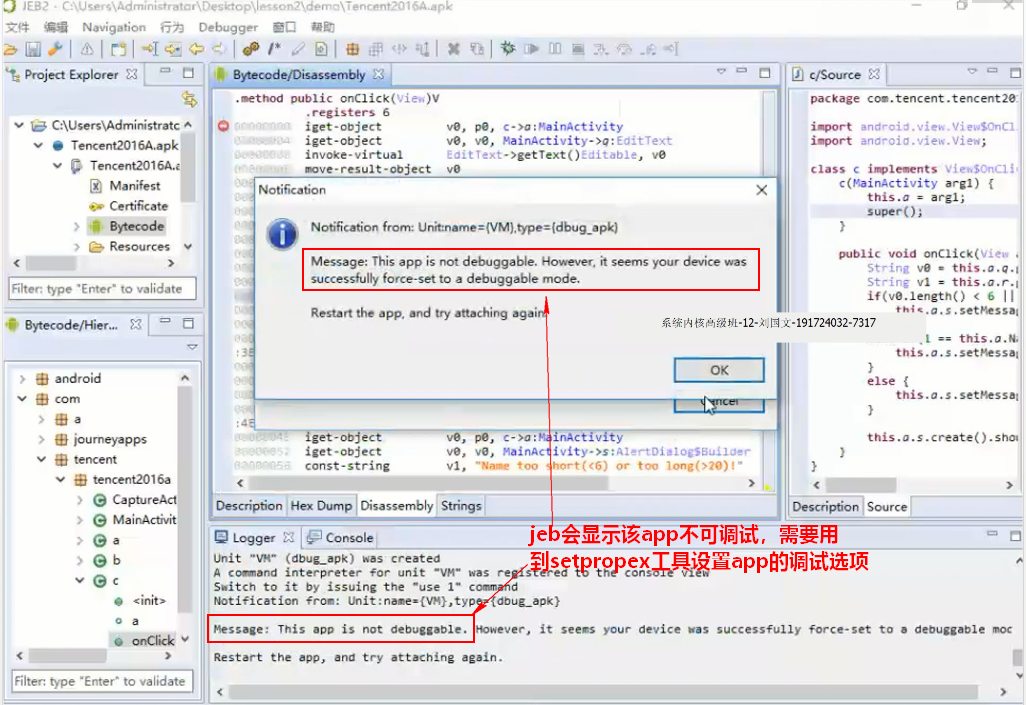 JEB2 - C:\Users\Administrator\Desktop\lesson2\demo\Tencent2016A.apk
文件 编辑 Navigation 行为 Debugger 窗口 帮助
Project Explorer
C:\Users\Administratc
Tencent2016A.apk
Tencent2016A.a
Manifest
Certificate
Bytecode
Resources
Filter: type "Enter" to validate
Bytecode/Hier...
android
com
a
journeyapps
tencent
tencent2016a
CaptureAct
MainActivit
a
b
c
<init>
a
onClick
Filter: type "Enter" to validate
Bytecode/Disassembly
.method public onClick(View)V
.registers 6
00000000 iget-object v0, p0, c->a:MainActivity
00000004 iget-object v0, v0, MainActivity->q:EditText
00000008 invoke-virtual EditText->getText()Editable, v0
move-result-object v0
Notification
Notification from: Unit:name={VM},type={dbug_apk}
Message: This app is not debuggable. However, it seems your device was
successfully force-set to a debuggable mode.
Restart the app, and try attaching again.
系统内核高级班-12-刘国文-191724032-7317
OK
:3E
:4E
iget-object v0, p0, c->a:MainActivity
iget-object v0, v0, MainActivity->s:AlertDialog$Builder
const-string v1, "Name too short(<6) or too long(>20)!"
Description Hex Dump Disassembly Strings
c/Source
package com.tencent.tencent20
import android.view.View$OnCl
import android.view.View;
class c implements View$OnCli
c(MainActivity arg1) {
this.a = arg1;
super();
}
public void onClick(View
String v0 = this.a.q.
String v1 = this.a.r.
if(v0.length() < 6 ||
this.a.s.setMessa
1 == this.a.N
this.a.s.setMessa
}
else {
this.a.s.setMessa
}
this.a.s.create().sho
}
}
Description Source
Logger Console
Unit "VM" (dbug_apk) was created
A command interpreter for unit "VM" was registered to the console view
Switch to it by issuing the "use 1" command
Notification from: Unit:name={VM},type={dbug_apk}
Message: This app is not debuggable. However, it seems your device was successfully force-set to a debuggable moc
Restart the app, and try attaching again.
jeb会显示该app不可调试，需要用
到setpropex工具设置app的调试选项